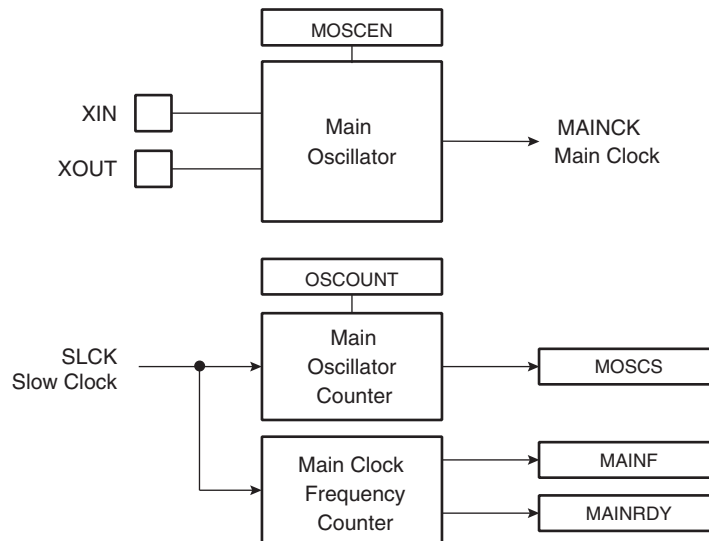 MOSCEN
XIN
XOUT
Main
Oscillator
MAINCK
Main Clock
OSCOUNT
SLCK
Slow Clock
Main
Oscillator
Counter
MOSCS
Main Clock
Frequency
Counter
MAINF
MAINRDY